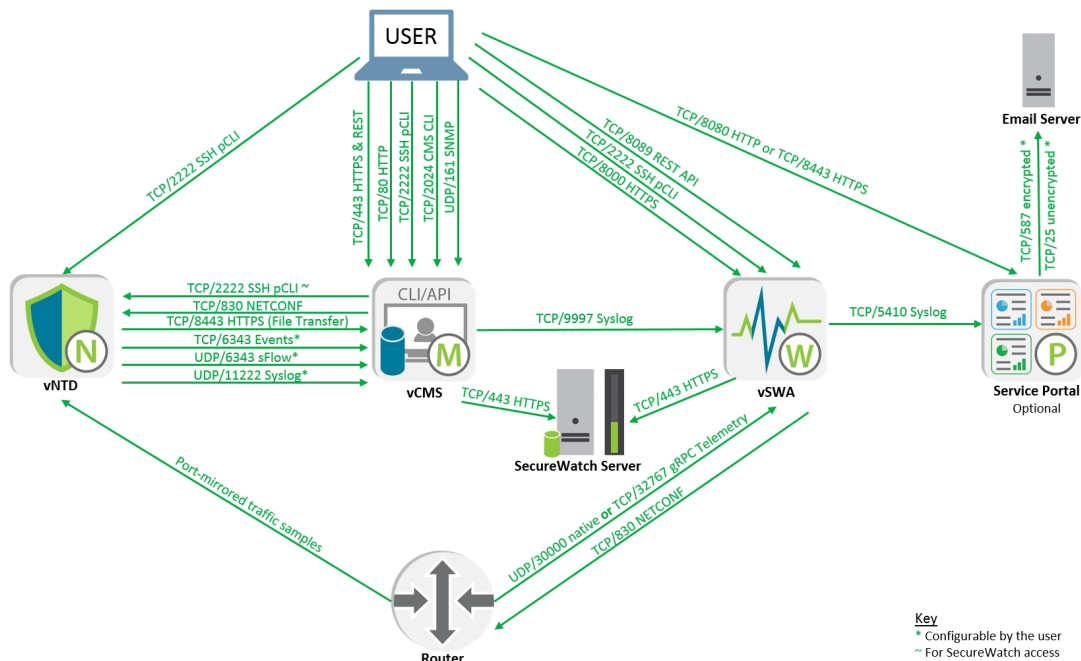 USER
Email Server
TCP/2222 SSH pCLI
TCP/443 HTTPS & REST
TCP/80 HTTP
TCP/2222 SSH pCLI
TCP/2024 CMS CLI
UDP/161 SNMP
TCP/8000 HTTPS
TCP/2222 SSH pCLI
TCP/8089 REST API
TCP/8080 HTTP or TCP/8443 HTTPS
TCP/587 encrypted *
TCP/25 unencrypted *
N
vNTD
TCP/2222 SSH pCLI ~
TCP/830 NETCONF
TCP/8443 HTTPS (File Transfer)
TCP/6343 Events*
UDP/6343 sFlow*
UDP/11222 Syslog*
CLI/API
M
vCMS
TCP/9997 Syslog
W
vSWA
TCP/5410 Syslog
P
Service Portal
Optional
TCP/443 HTTPS
TCP/443 HTTPS
SecureWatch Server
Port-mirrored traffic samples
UDP/30000 native or TCP/32767 gRPC Telemetry
TCP/830 NETCONF
Router
Key
* Configurable by the user
~ For SecureWatch access